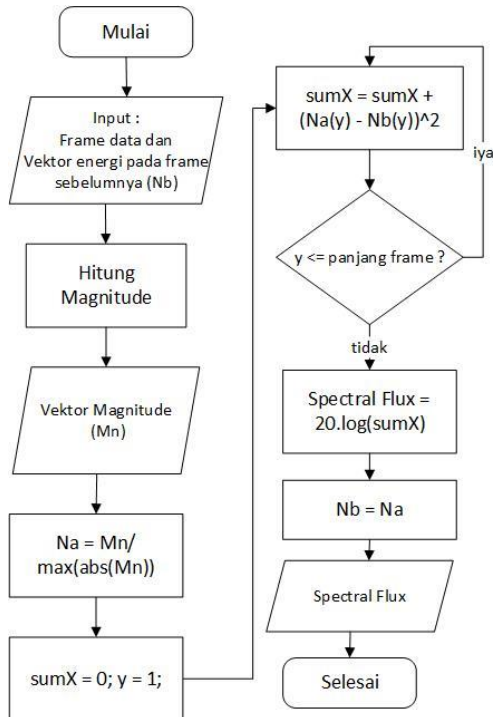 Mulai
Input :
Frame data dan
Vektor energi pada frame
sebelumnya (Nb)
Hitung
Magnitude
Vektor Magnitude
(Mn)
Na = Mn/
max(abs(Mn))
sumX = 0; y = 1;
sumX = sumX +
(Na(y) - Nb(y))^2
iya
y <= panjang frame ?
tidak
Spectral Flux =
20.log(sumX)
Nb = Na
Spectral Flux
Selesai